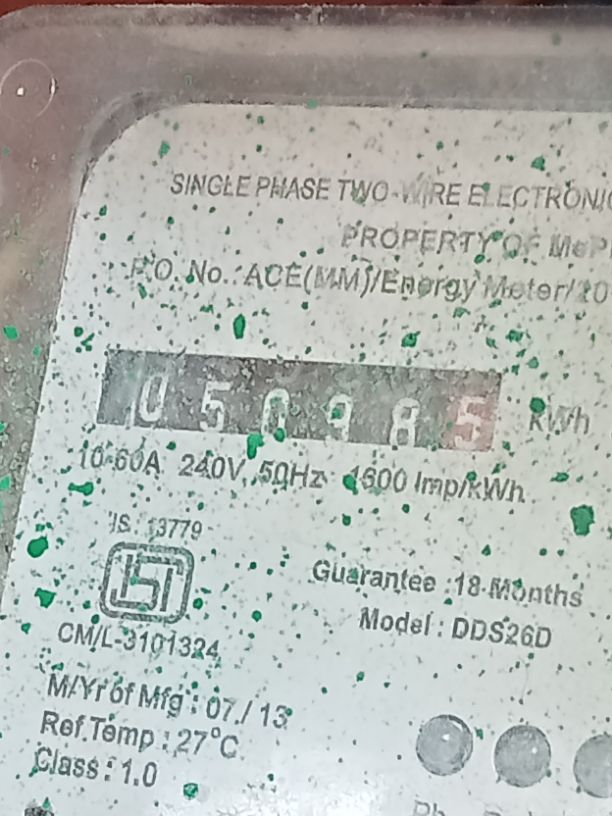 SINGLE PHASE TWO-WIRE ELECTRONIC
PROPERTY OF MeP
P.O. No.: ACE(MM)/Energy Meter/20
050985 kWh
10-60A 240V, 50Hz 1600 Imp/kWh
IS. 13779
CM/L-3101324
Guarantee : 18 Months
Model : DDS26D
M/Yr of Mfg : 07 / 13
Ref.Temp : 27°C
Class : 1.0